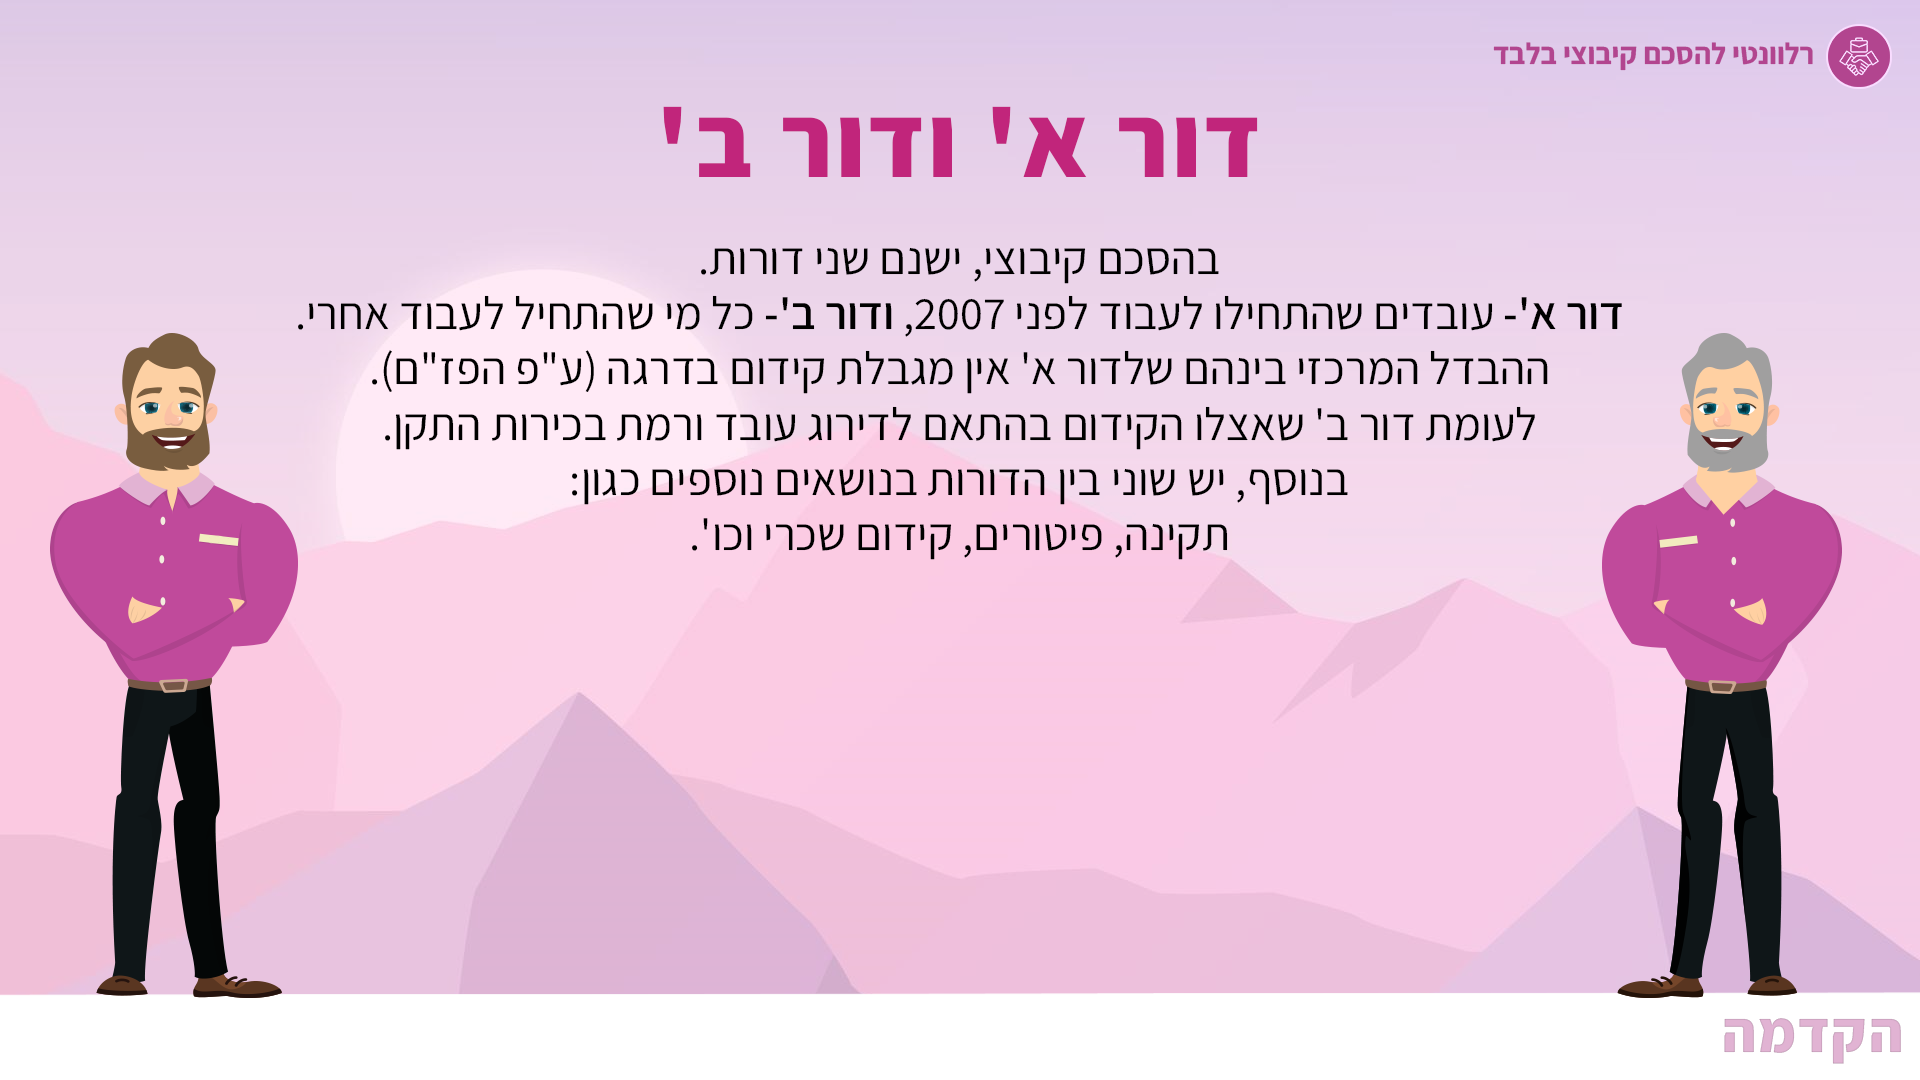 רלוונטי להסכם קיבוצי בלבד
דור א' ודור ב'
בהסכם קיבוצי, ישנם שני דורות.
דור א'- עובדים שהתחילו לעבוד לפני 2007, ודור ב'- כל מי שהתחיל לעבוד אחרי.
ההבדל המרכזי בינהם שלדור א' אין מגבלת קידום בדרגה (ע"פ הפז"ם).
לעומת דור ב' שאצלו הקידום בהתאם לדירוג עובד ורמת בכירות התקן.
בנוסף, יש שוני בין הדורות בנושאים נוספים כגון:
תקינה, פיטורים, קידום שכרי וכו'.
הקדמה